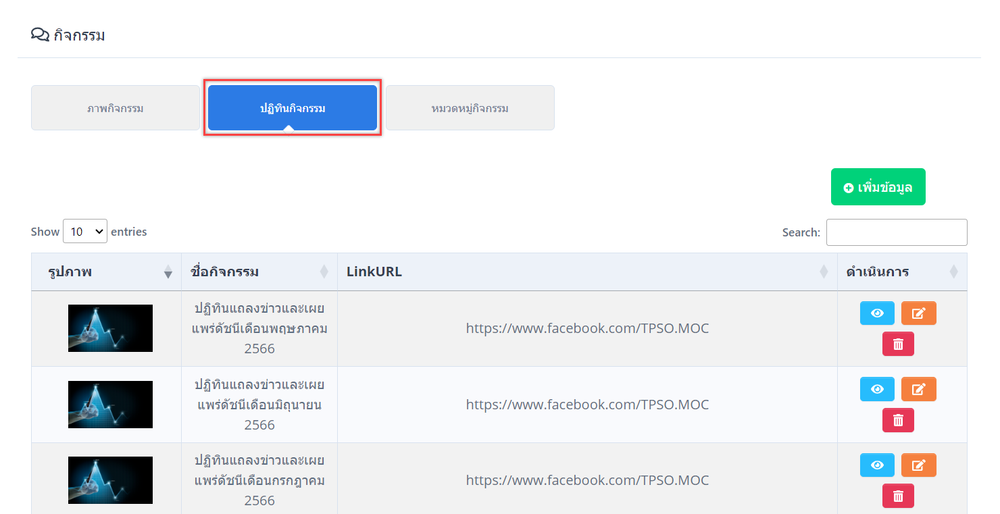 กิจกรรม
ภาพกิจกรรม
ปฏิทินกิจกรรม
หมวดหมู่กิจกรรม
เพิ่มข้อมูล
Show 10 entries
Search:
รูปภาพ
ชื่อกิจกรรม
LinkURL
ดำเนินการ
ปฏิทินแถลงข่าวและเผย
แพร่ดัชนีเดือนพฤษภาคม
2566
https://www.facebook.com/TPSO.MOC
ปฏิทินแถลงข่าวและเผย
แพร่ดัชนีเดือนมิถุนายน
2566
https://www.facebook.com/TPSO.MOC
ปฏิทินแถลงข่าวและเผย
แพร่ดัชนีเดือนกรกฎาคม
2566
https://www.facebook.com/TPSO.MOC